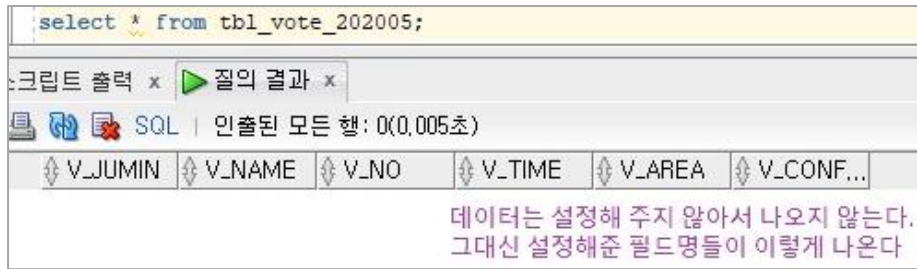 select * from tbl_vote_202005;
스크립트 출력 x 질의 결과 x
SQL | 인출된 모든 행: 0(0,005초)
V_JUMIN V_NAME V_NO V_TIME V_AREA V_CONF...
데이터는 설정해 주지 않아서 나오지 않는다.
그대신 설정해준 필드명들이 이렇게 나온다